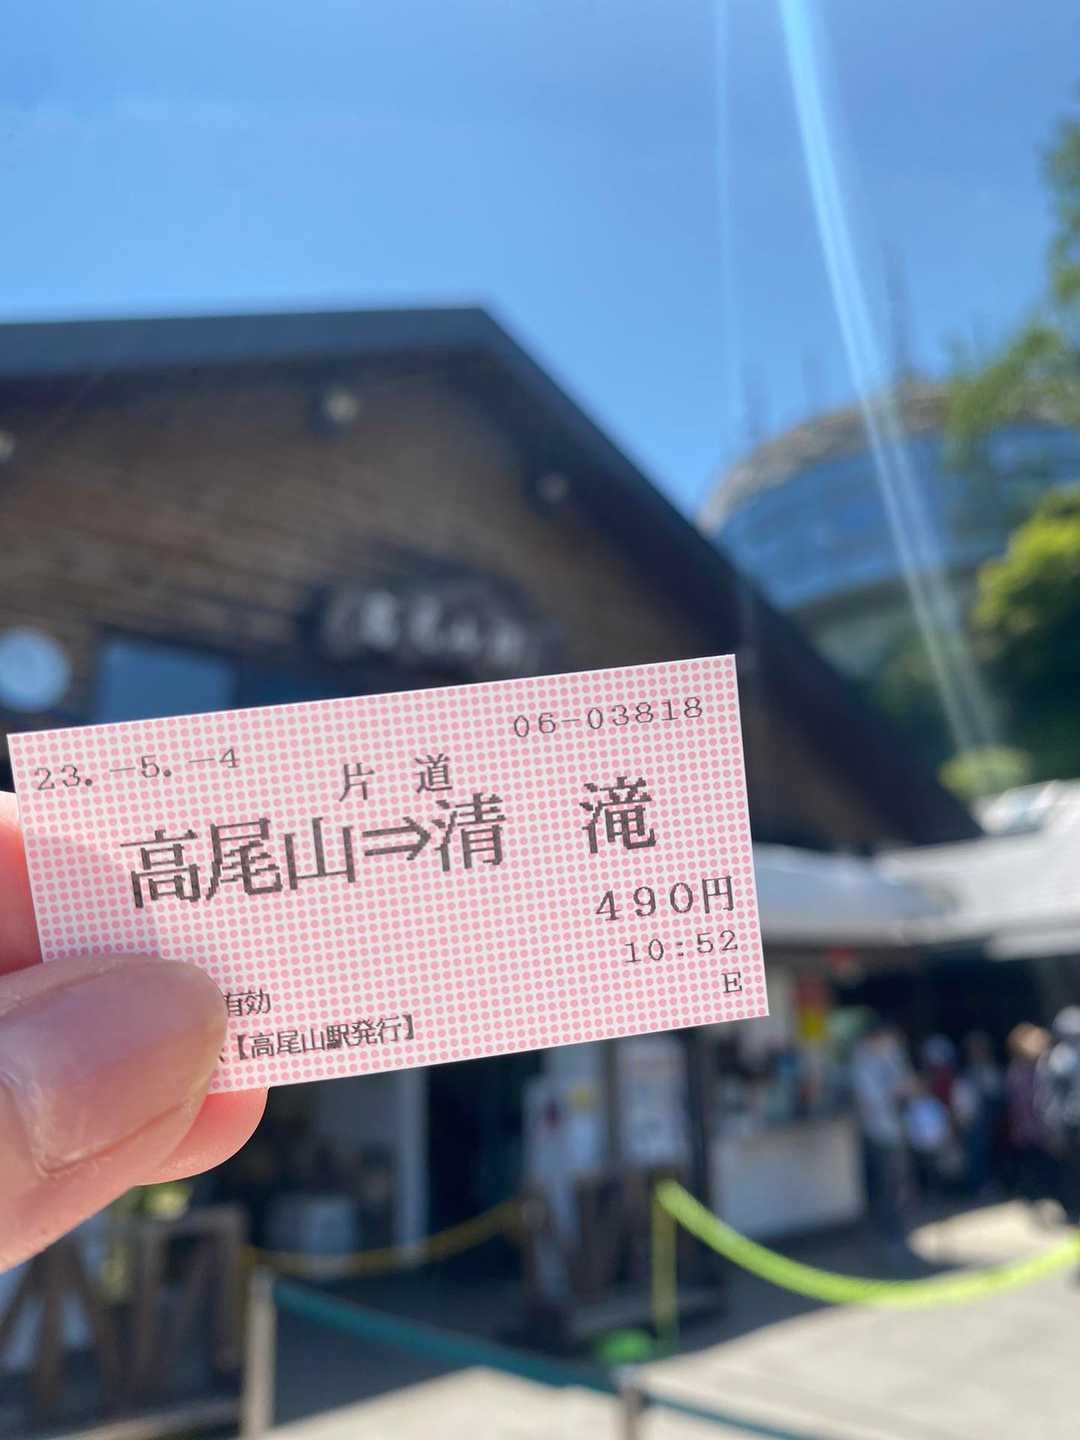 23.-5.-4
06-03818
片道
高尾山⇒清滝
490円
10:52
E
有効
【高尾山駅発行】